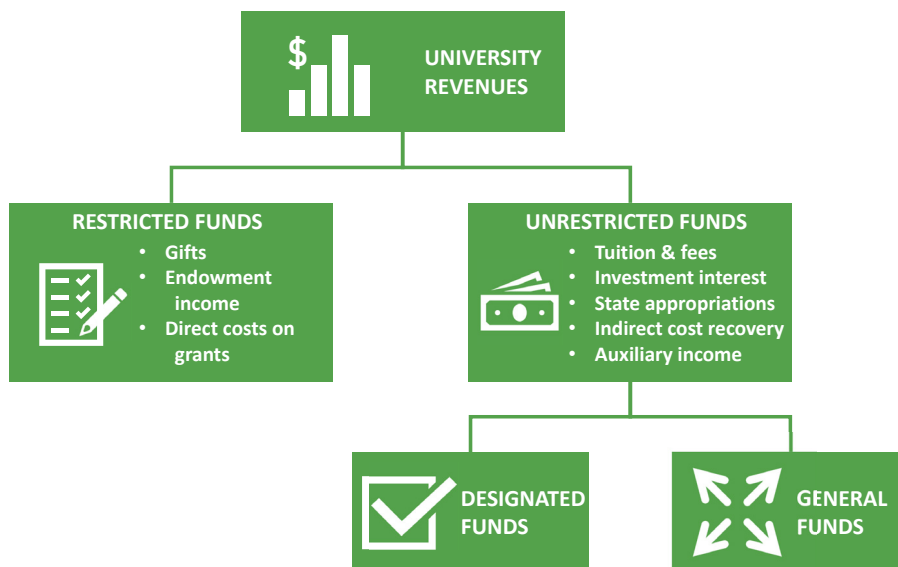 $
UNIVERSITY
REVENUES
RESTRICTED FUNDS
• Gifts
• Endowment
income
• Direct costs on
grants
UNRESTRICTED FUNDS
• Tuition & fees
• Investment interest
• State appropriations
• Indirect cost recovery
• Auxiliary income
DESIGNATED
FUNDS
GENERAL
FUNDS